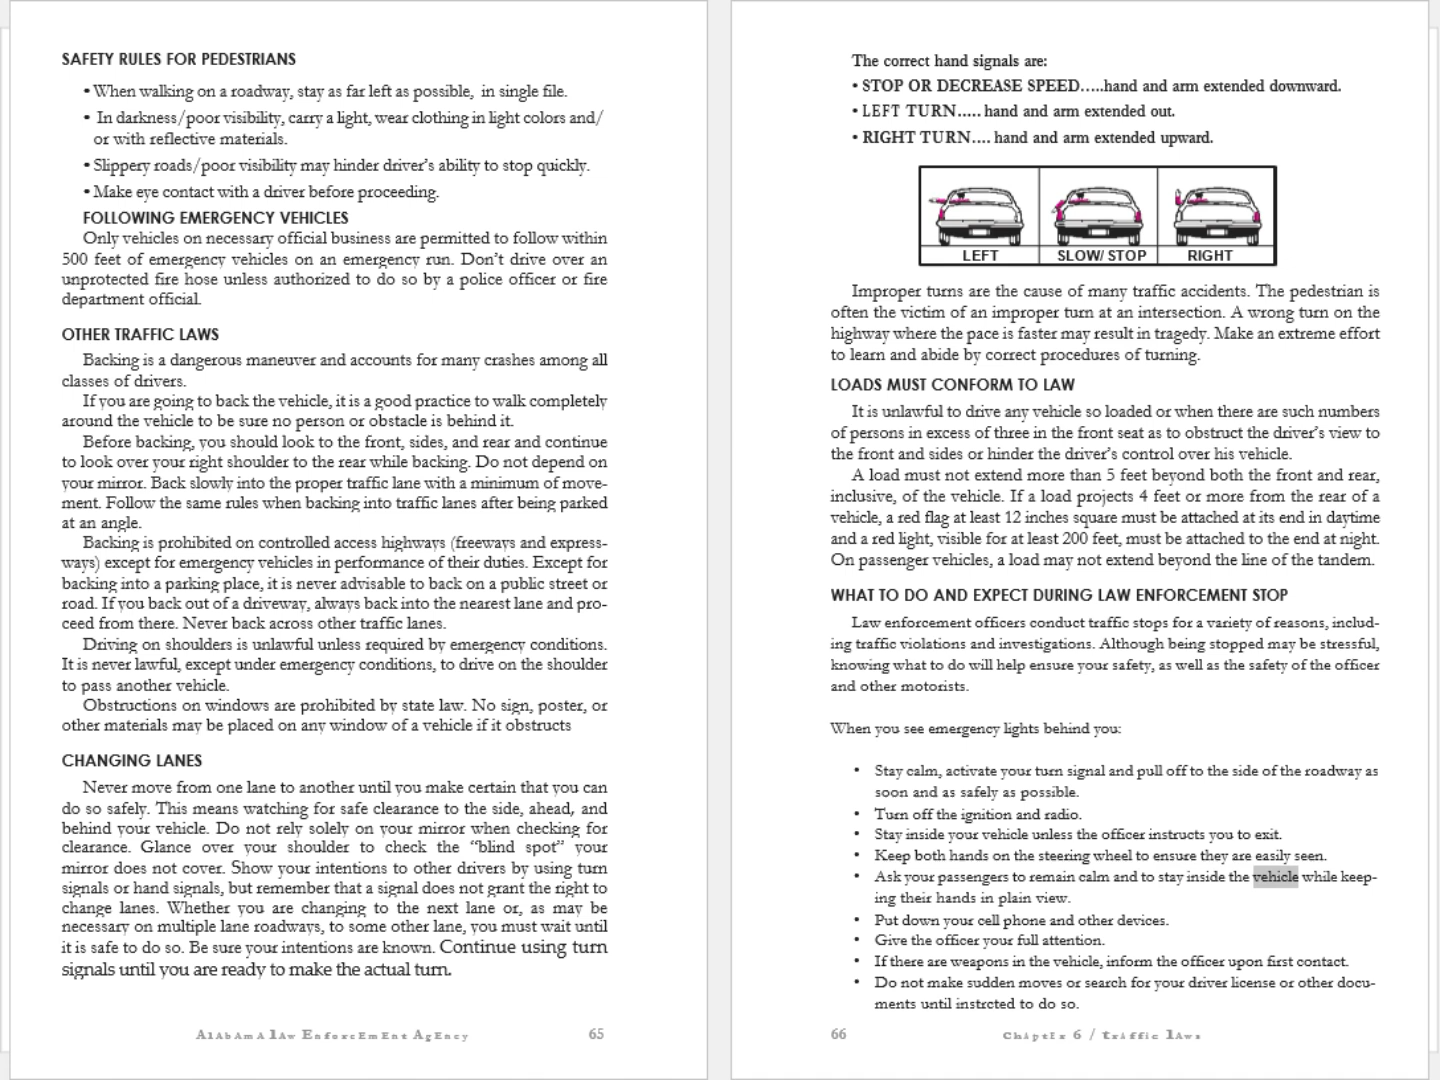 SAFETY RULES FOR PEDESTRIANS
• When walking on a roadway, stay as far left as possible, in single file.
• In darkness/poor visibility, carry a light, wear clothing in light colors and/
or with reflective materials.
• Slippery roads/poor visibility may hinder driver's ability to stop quickly.
• Make eye contact with a driver before proceeding.
FOLLOWING EMERGENCY VEHICLES
Only vehicles on necessary official business are permitted to follow within
500 feet of emergency vehicles on an emergency run. Don't drive over an
unprotected fire hose unless authorized to do so by a police officer or fire
department official.
OTHER TRAFFIC LAWS
Backing is a dangerous maneuver and accounts for many crashes among all
classes of drivers.
If you are going to back the vehicle, it is a good practice to walk completely
around the vehicle to be sure no person or obstacle is behind it.
Before backing, you should look to the front, sides, and rear and continue
to look over your right shoulder to the rear while backing. Do not depend on
your mirror. Back slowly into the proper traffic lane with a minimum of move-
ment. Follow the same rules when backing into traffic lanes after being parked
at an angle.
Backing is prohibited on controlled access highways (freeways and express-
ways) except for emergency vehicles in performance of their duties. Except for
backing into a parking place, it is never advisable to back on a public street or
road. If you back out of a driveway, always back into the nearest lane and pro-
ceed from there. Never back across other traffic lanes.
Driving on shoulders is unlawful unless required by emergency conditions.
It is never lawful, except under emergency conditions, to drive on the shoulder
to pass another vehicle.
Obstructions on windows are prohibited by state law. No sign, poster, or
other materials may be placed on any window of a vehicle if it obstructs
CHANGING LANES
Never move from one lane to another until you make certain that you can
do so safely. This means watching for safe clearance to the side, ahead, and
behind your vehicle. Do not rely solely on your mirror when checking for
clearance. Glance over your shoulder to check the "blind spot" your
mirror does not cover. Show your intentions to other drivers by using turn
signals or hand signals, but remember that a signal does not grant the right to
change lanes. Whether you are changing to the next lane or, as may be
necessary on multiple lane roadways, to some other lane, you must wait until
it is safe to do so. Be sure your intentions are known. Continue using turn
signals until you are ready to make the actual turn.
Alabama Law Enforcement Agency 65
The correct hand signals are:
• STOP OR DECREASE SPEED.....hand and arm extended downward.
• LEFT TURN..... hand and arm extended out.
• RIGHT TURN.... hand and arm extended upward.
LEFT SLOW/ STOP RIGHT
Improper turns are the cause of many traffic accidents. The pedestrian is
often the victim of an improper turn at an intersection. A wrong turn on the
highway where the pace is faster may result in tragedy. Make an extreme effort
to learn and abide by correct procedures of turning.
LOADS MUST CONFORM TO LAW
It is unlawful to drive any vehicle so loaded or when there are such numbers
of persons in excess of three in the front seat as to obstruct the driver's view to
the front and sides or hinder the driver's control over his vehicle.
A load must not extend more than 5 feet beyond both the front and rear,
inclusive, of the vehicle. If a load projects 4 feet or more from the rear of a
vehicle, a red flag at least 12 inches square must be attached at its end in daytime
and a red light, visible for at least 200 feet, must be attached to the end at night.
On passenger vehicles, a load may not extend beyond the line of the tandem.
WHAT TO DO AND EXPECT DURING LAW ENFORCEMENT STOP
Law enforcement officers conduct traffic stops for a variety of reasons, includ-
ing traffic violations and investigations. Although being stopped may be stressful,
knowing what to do will help ensure your safety, as well as the safety of the officer
and other motorists.
When you see emergency lights behind you:
• Stay calm, activate your turn signal and pull off to the side of the roadway as
soon and as safely as possible.
• Turn off the ignition and radio.
• Stay inside your vehicle unless the officer instructs you to exit.
• Keep both hands on the steering wheel to ensure they are easily seen.
• Ask your passengers to remain calm and to stay inside the vehicle while keep-
ing their hands in plain view.
• Put down your cell phone and other devices.
• Give the officer your full attention.
• If there are weapons in the vehicle, inform the officer upon first contact.
• Do not make sudden moves or search for your driver license or other docu-
ments until instrcted to do so.
66 Chapter 6 / Traffic Laws